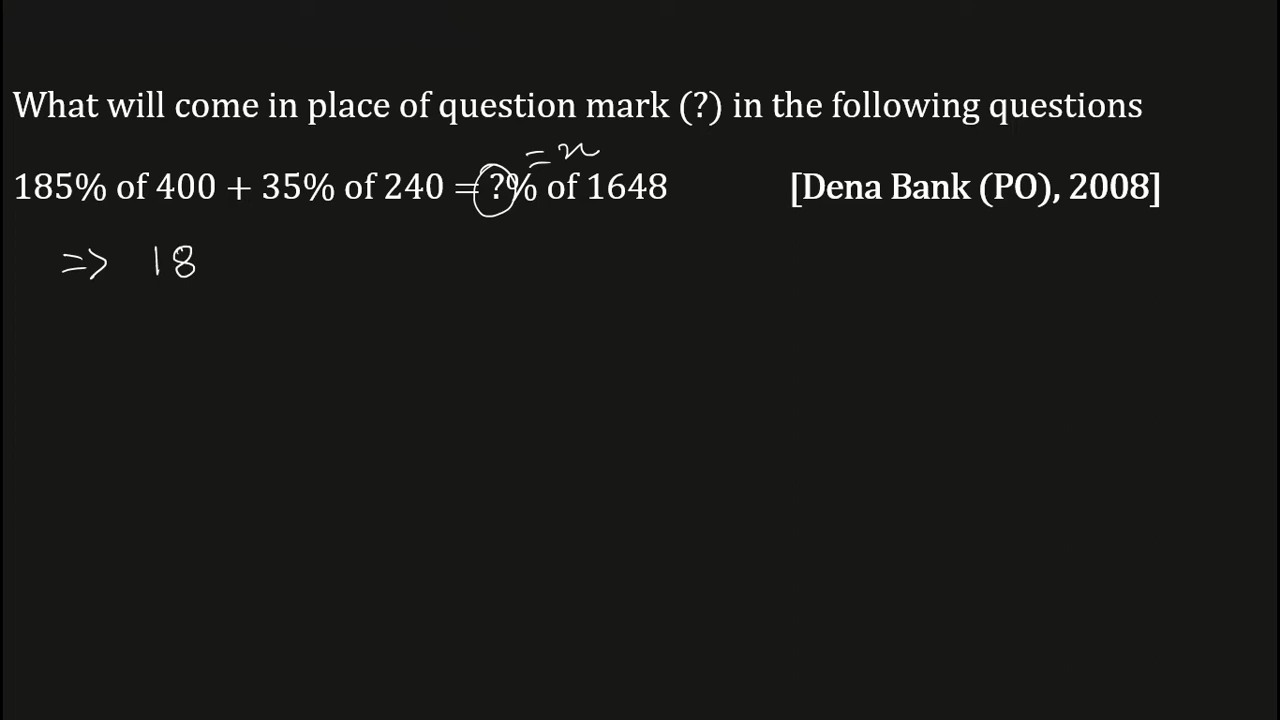 What will come in place of question mark (?) in the following questions
= x
185% of 400 + 35% of 240 = ?% of 1648 [Dena Bank (PO), 2008]
=> 18